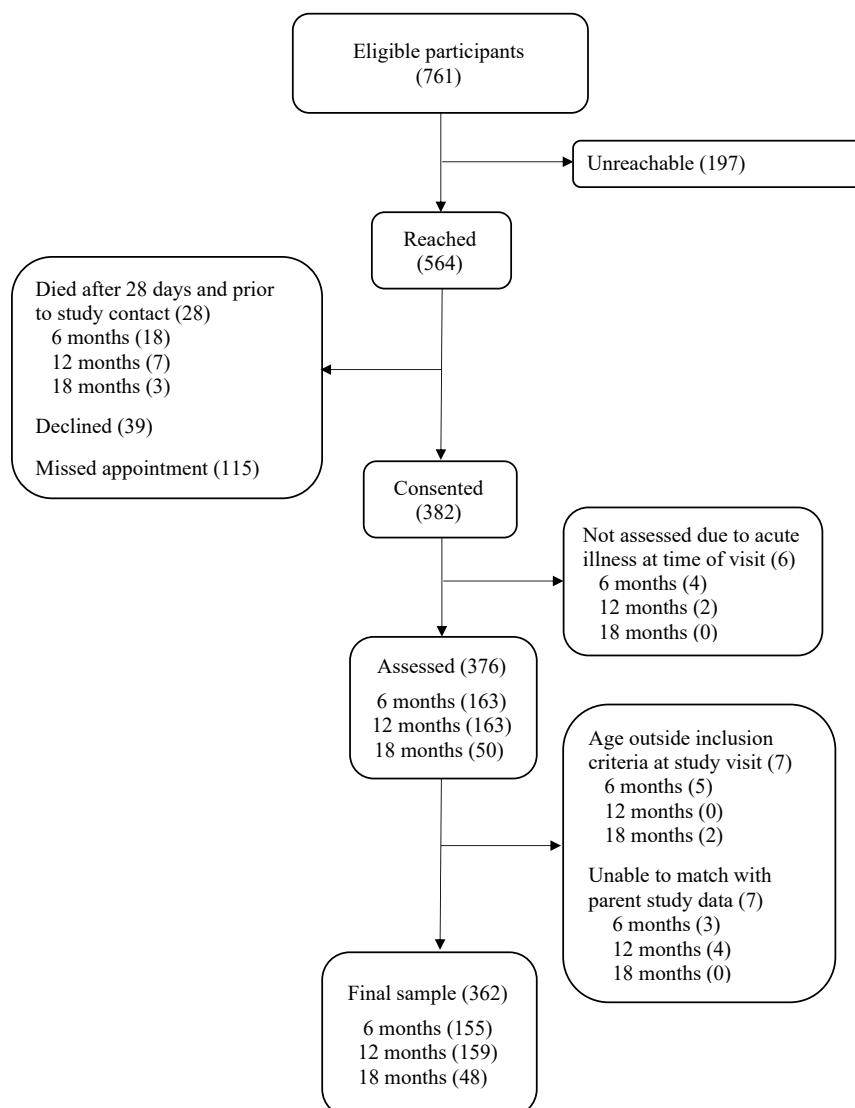 Eligible participants
(761)
Unreachable (197)
Reached
(564)
Died after 28 days and prior
to study contact (28)
6 months (18)
12 months (7)
18 months (3)
Declined (39)
Missed appointment (115)
Consented
(382)
Not assessed due to acute
illness at time of visit (6)
6 months (4)
12 months (2)
18 months (0)
Assessed (376)
6 months (163)
12 months (163)
18 months (50)
Age outside inclusion
criteria at study visit (7)
6 months (5)
12 months (0)
18 months (2)
Unable to match with
parent study data (7)
6 months (3)
12 months (4)
18 months (0)
Final sample (362)
6 months (155)
12 months (159)
18 months (48)